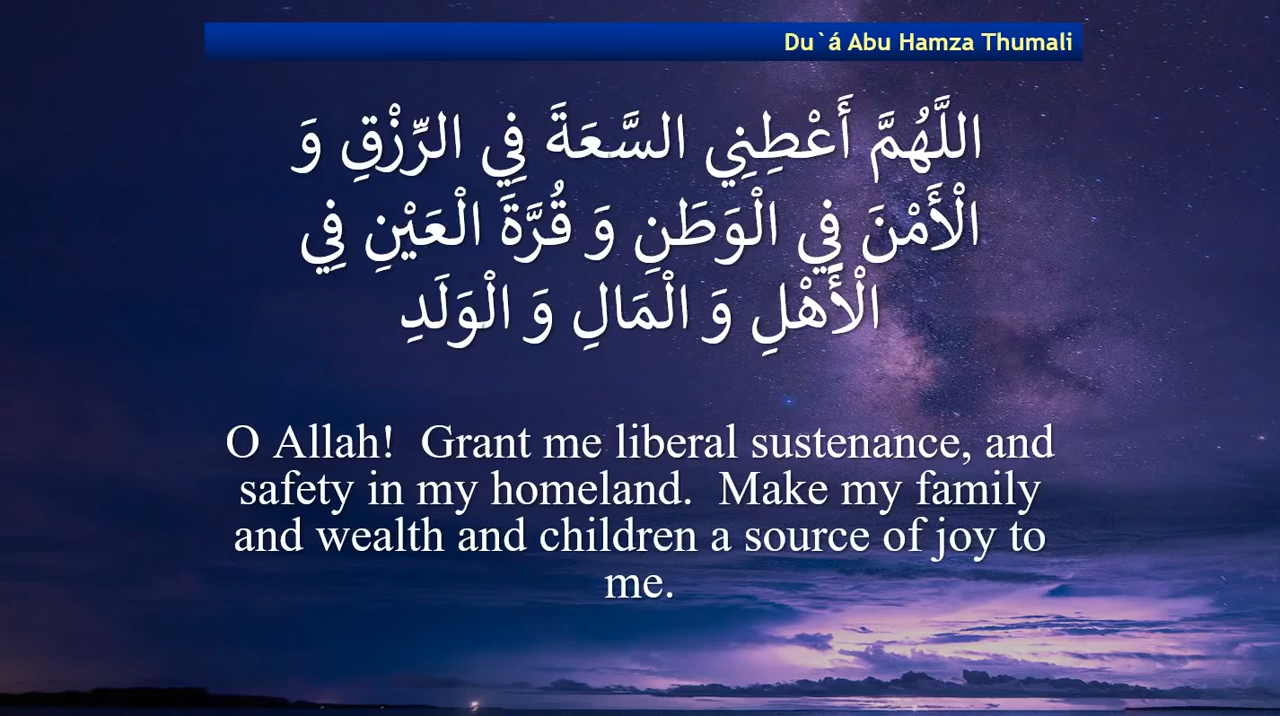 Du`á Abu Hamza Thumali
اللَّهُمَّ أَعْطِنِي السَّعَةَ فِي الرِّزْقِ وَ
الْأَمْنَ فِي الْوَطَنِ وَ قُرَّةَ الْعَيْنِ فِي
الْأَهْلِ وَ الْمَالِ وَ الْوَلَدِ
O Allah!  Grant me liberal sustenance, and
safety in my homeland.  Make my family
and wealth and children a source of joy to
me.